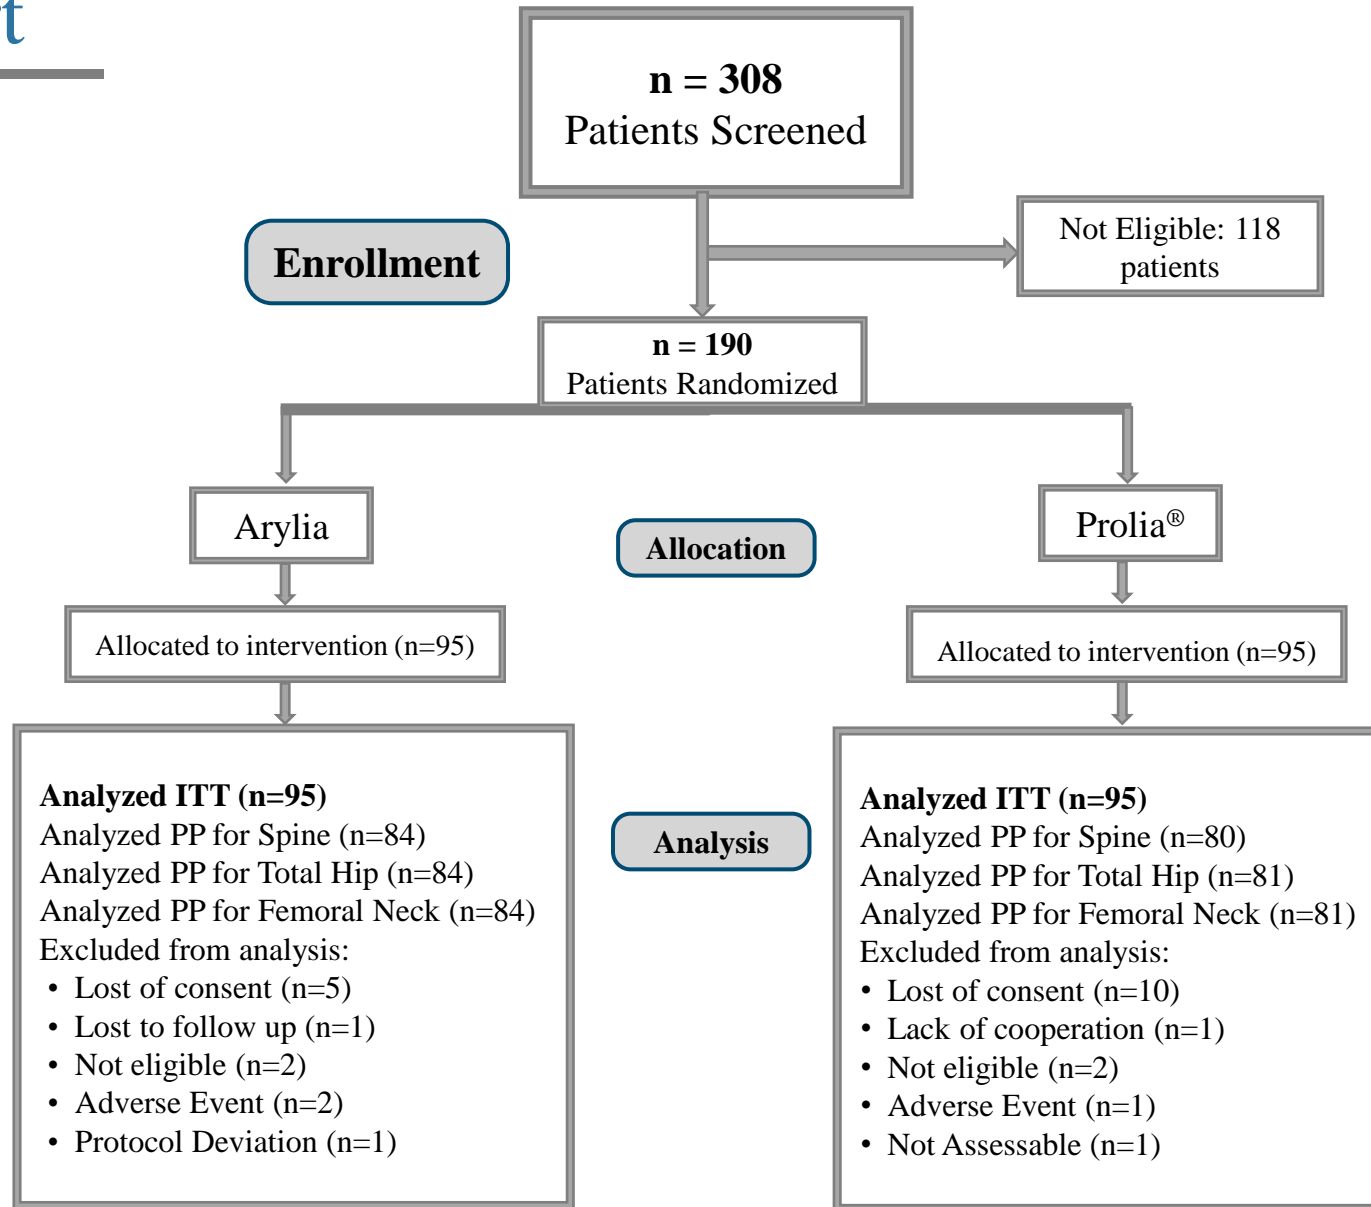 rt
n = 308
Patients Screened
Not Eligible: 118
patients
Enrollment
n = 190
Patients Randomized
Arylia
Prolia®
Allocation
Allocated to intervention (n=95)
Allocated to intervention (n=95)
Analyzed ITT (n=95)
Analyzed PP for Spine (n=84)
Analyzed PP for Total Hip (n=84)
Analyzed PP for Femoral Neck (n=84)
Excluded from analysis:
• Lost of consent (n=5)
• Lost to follow up (n=1)
• Not eligible (n=2)
• Adverse Event (n=2)
• Protocol Deviation (n=1)
Analysis
Analyzed ITT (n=95)
Analyzed PP for Spine (n=80)
Analyzed PP for Total Hip (n=81)
Analyzed PP for Femoral Neck (n=81)
Excluded from analysis:
• Lost of consent (n=10)
• Lack of cooperation (n=1)
• Not eligible (n=2)
• Adverse Event (n=1)
• Not Assessable (n=1)